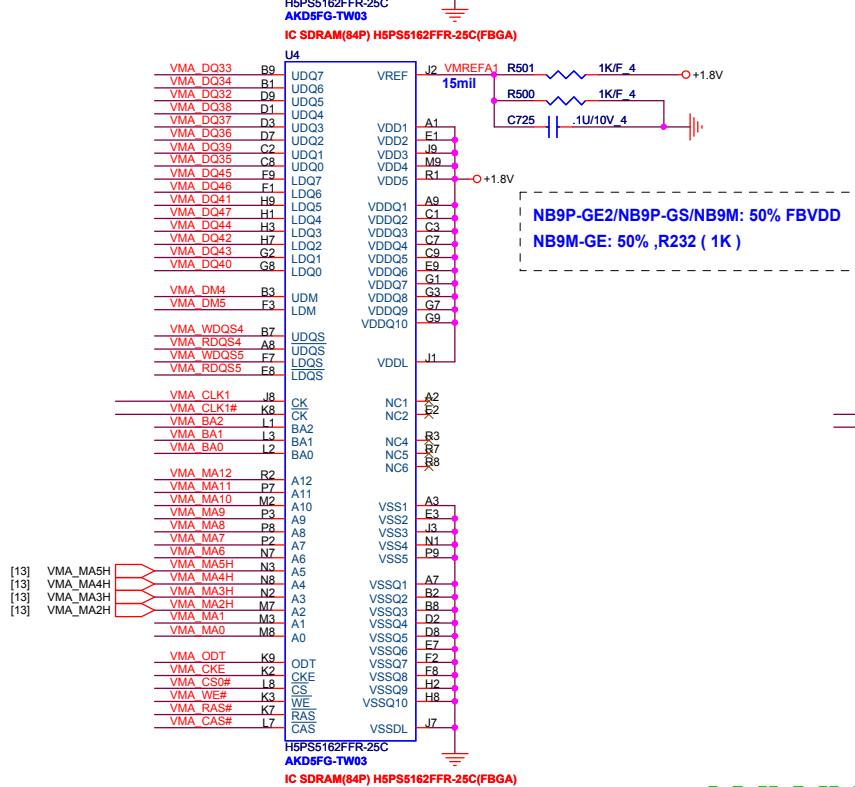 H5PS5162FFR-25C
AKD5FG-TW03
IC SDRAM(84P) H5PS5162FFR-25C(FBGA)
U4
VMA_DQ33 B9 UDQ7 VREF J2 VMREFA1 R501 1K/F_4 +1.8V
VMA_DQ34 B1 UDQ6 15mil
VMA_DQ32 D9 UDQ5 R500 1K/F_4
VMA_DQ38 D1 UDQ4
VMA_DQ37 D3 UDQ3 VDD1 A1 C725 .1U/10V_4
VMA_DQ36 D7 UDQ2 VDD2 E1
VMA_DQ39 C2 UDQ1 VDD3 J9
VMA_DQ35 C8 UDQ0 VDD4 M9
VMA_DQ45 F9 LDQ7 VDD5 R1 +1.8V
VMA_DQ46 F1 LDQ6
VMA_DQ41 H9 LDQ5 VDDQ1 A9
VMA_DQ47 H1 LDQ4 VDDQ2 C1
VMA_DQ44 H3 LDQ3 VDDQ3 C3
VMA_DQ42 H7 LDQ2 VDDQ4 C7
VMA_DQ43 G2 LDQ1 VDDQ5 C9
VMA_DQ40 G8 LDQ0 VDDQ6 E9
VDDQ7 G1
VMA_DM4 B3 UDM VDDQ8 G3
VMA_DM5 F3 LDM VDDQ9 G7
VDDQ10 G9
NB9P-GE2/NB9P-GS/NB9M: 50% FBVDD
NB9M-GE: 50% ,R232 ( 1K )
VMA_WDQS4 B7 UDQS
VMA_RDQS4 A8 UDQS
VMA_WDQS5 F7 LDQS VDDL J1
VMA_RDQS5 E8 LDQS
VMA_CLK1 J8 CK NC1 A2
VMA_CLK1# K8 CK NC2 E2
VMA_BA2 L1 BA2
VMA_BA1 L3 BA1 NC4 R3
VMA_BA0 L2 BA0 NC5 R7
NC6 R8
VMA_MA12 R2 A12
VMA_MA11 P7 A11
VMA_MA10 M2 A10 VSS1 A3
VMA_MA9 P3 A9 VSS2 E3
VMA_MA8 P8 A8 VSS3 J3
VMA_MA7 P2 A7 VSS4 N1
VMA_MA6 N7 A6 VSS5 P9
[13] VMA_MA5H VMA_MA5H N3 A5
[13] VMA_MA4H VMA_MA4H N8 A4 VSSQ1 A7
[13] VMA_MA3H VMA_MA3H N2 A3 VSSQ2 B2
[13] VMA_MA2H VMA_MA2H M7 A2 VSSQ3 B8
VMA_MA1 M3 A1 VSSQ4 D2
VMA_MA0 M8 A0 VSSQ5 D8
VSSQ6 E7
VMA_ODT K9 ODT VSSQ7 F2
VMA_CKE K2 CKE VSSQ8 F8
VMA_CS0# L8 CS VSSQ9 H2
VMA_WE# K3 WE VSSQ10 H8
VMA_RAS# K7 RAS
VMA_CAS# L7 CAS VSSDL J7
H5PS5162FFR-25C
AKD5FG-TW03
IC SDRAM(84P) H5PS5162FFR-25C(FBGA)